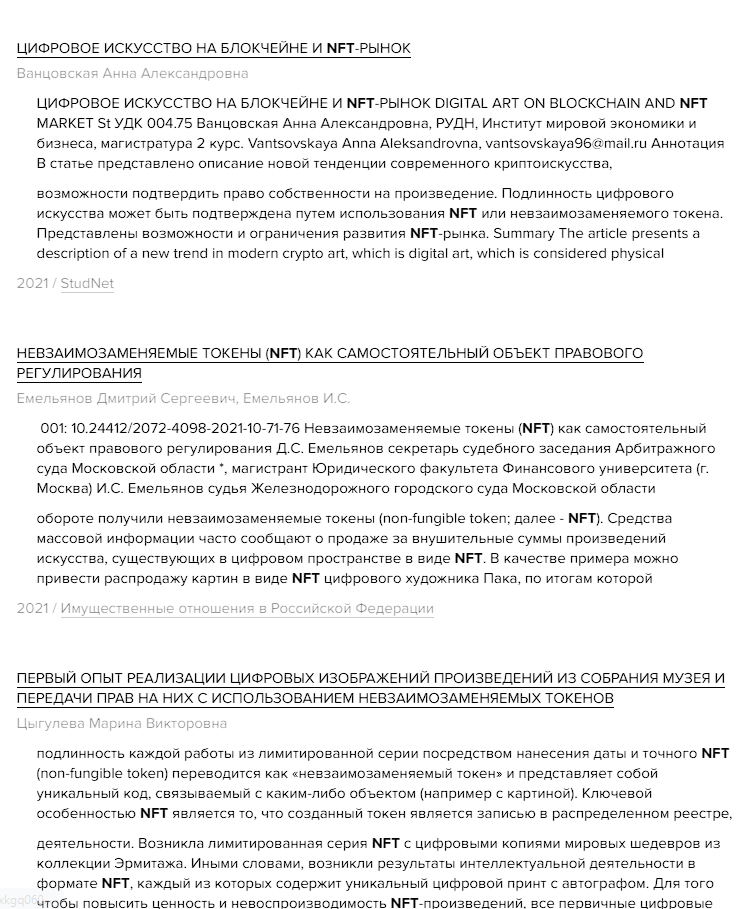 ЦИФРОВОЕ ИСКУССТВО НА БЛОКЧЕЙНЕ И NFT-РЫНОК
Ванцовская Анна Александровна
ЦИФРОВОЕ ИСКУССТВО НА БЛОКЧЕЙНЕ И NFT-РЫНОК DIGITAL ART ON BLOCKCHAIN AND NFT
MARKET St УДК 004.75 Ванцовская Анна Александровна, РУДН, Институт мировой экономики и
бизнеса, магистратура 2 курс. Vantsovskaya Anna Aleksandrovna, vantsovskaya96@mail.ru Аннотация
В статье представлено описание новой тенденции современного криптоискусства,
возможности подтвердить право собственности на произведение. Подлинность цифрового
искусства может быть подтверждена путем использования NFT или невзаимозаменяемого токена.
Представлены возможности и ограничения развития NFT-рынка. Summary The article presents a
description of a new trend in modern crypto art, which is digital art, which is considered physical
2021 / StudNet
НЕВЗАИМОЗАМЕНЯЕМЫЕ ТОКЕНЫ (NFT) КАК САМОСТОЯТЕЛЬНЫЙ ОБЪЕКТ ПРАВОВОГО
РЕГУЛИРОВАНИЯ
Емельянов Дмитрий Сергеевич, Емельянов И.С.
001: 10.24412/2072-4098-2021-10-71-76 Невзаимозаменяемые токены (NFT) как самостоятельный
объект правового регулирования Д.С. Емельянов секретарь судебного заседания Арбитражного
суда Московской области *, магистрант Юридического факультета Финансового университета (г.
Москва) И.С. Емельянов судья Железнодорожного городского суда Московской области
обороте получили невзаимозаменяемые токены (non-fungible token; далее - NFT). Средства
массовой информации часто сообщают о продаже за внушительные суммы произведений
искусства, существующих в цифровом пространстве в виде NFT. В качестве примера можно
привести распродажу картин в виде NFT цифрового художника Пака, по итогам которой
2021 / Имущественные отношения в Российской Федерации
ПЕРВЫЙ ОПЫТ РЕАЛИЗАЦИИ ЦИФРОВЫХ ИЗОБРАЖЕНИЙ ПРОИЗВЕДЕНИЙ ИЗ СОБРАНИЯ МУЗЕЯ И
ПЕРЕДАЧИ ПРАВ НА НИХ С ИСПОЛЬЗОВАНИЕМ НЕВЗАИМОЗАМЕНЯЕМЫХ ТОКЕНОВ
Цыгулева Марина Викторовна
подлинность каждой работы из лимитированной серии посредством нанесения даты и точного NFT
(non-fungible token) переводится как «невзаимозаменяемый токен» и представляет собой
уникальный код, связываемый с каким-либо объектом (например с картиной). Ключевой
особенностью NFT является то, что созданный токен является записью в распределенном реестре,
деятельности. Возникла лимитированная серия NFT с цифровыми копиями мировых шедевров из
коллекции Эрмитажа. Иными словами, возникли результаты интеллектуальной деятельности в
формате NFT, каждый из которых содержит уникальный цифровой принт с автографом. Для того
чтобы повысить ценность и невоспроизводимость NFT-произведений, все первичные цифровые